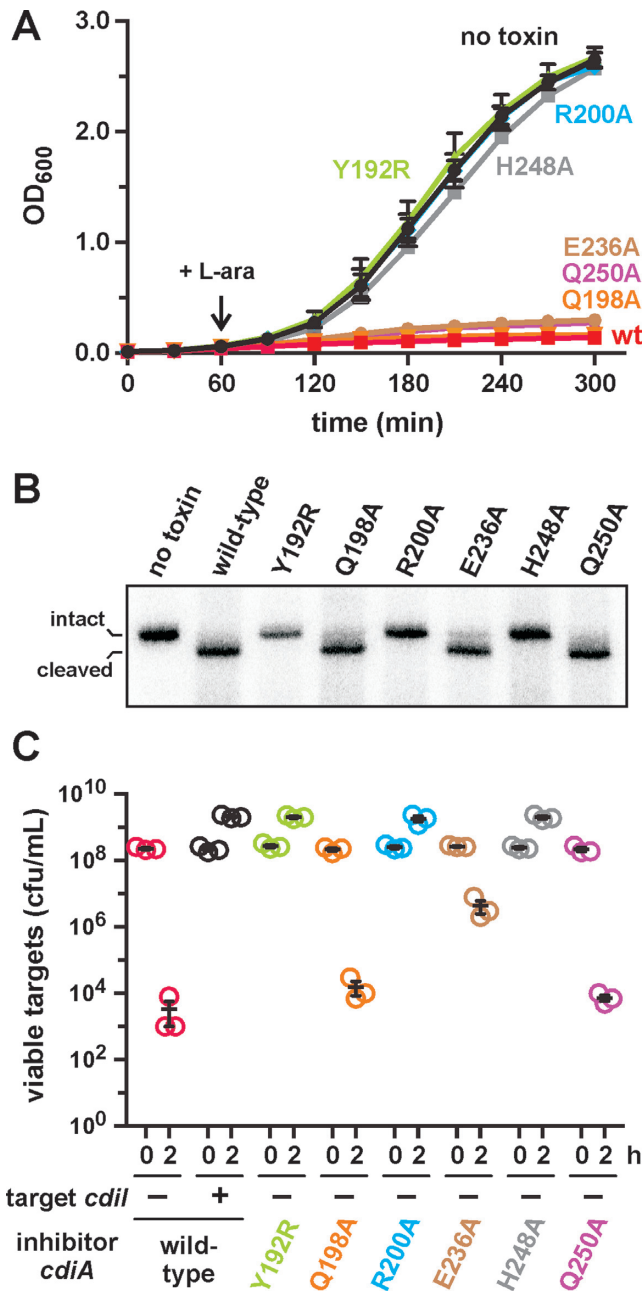 A
OD600
3.0
2.0
1.0
0.0
no toxin
R200A
Y192R
H248A
+ L-ara
E236A
Q250A
Q198A
wt
0 60 120 180 240 300
time (min)
B
no toxin wild-type Y192R Q198A R200A E236A H248A Q250A
intact
cleaved
C
viable targets (cfu/mL)
10^10
10^8
10^6
10^4
10^2
10^0
0 2 0 2 0 2 0 2 0 2 0 2 0 2 0 2 h
target cdiI − + − − − − − −
inhibitor cdiA
wild-type
Y192R Q198A R200A E236A H248A Q250A